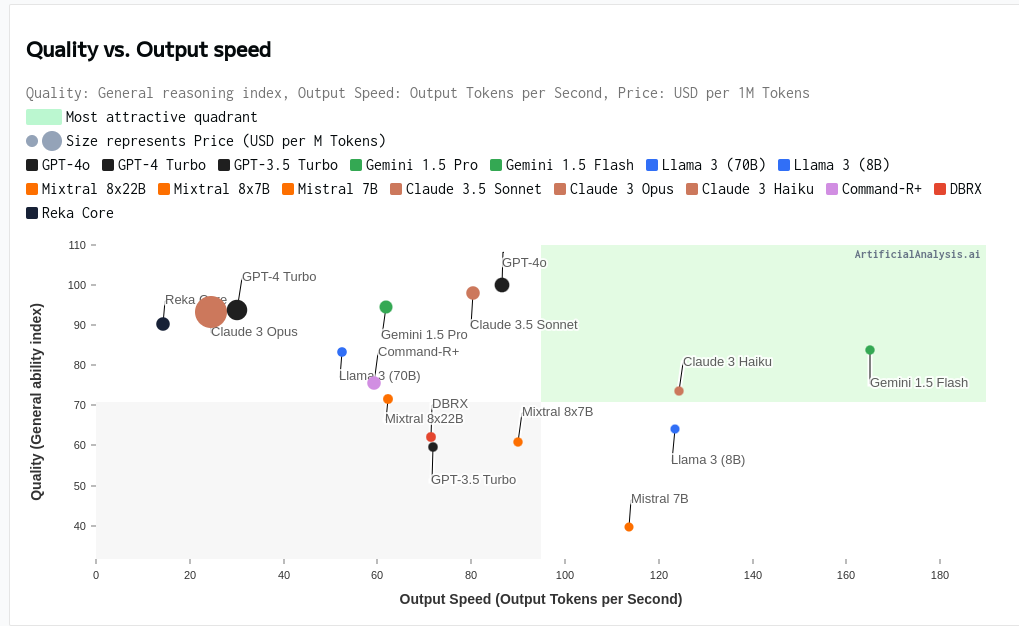 Quality vs. Output speed
Quality: General reasoning index, Output Speed: Output Tokens per Second, Price: USD per 1M Tokens
Most attractive quadrant
Size represents Price (USD per M Tokens)
GPT-4o GPT-4 Turbo GPT-3.5 Turbo Gemini 1.5 Pro Gemini 1.5 Flash Llama 3 (70B) Llama 3 (8B)
Mixtral 8x22B Mixtral 8x7B Mistral 7B Claude 3.5 Sonnet Claude 3 Opus Claude 3 Haiku Command-R+ DBRX
Reka Core
110
ArtificialAnalysis.ai
GPT-4o
GPT-4 Turbo
100
Reka Core
Claude 3.5 Sonnet
90
Claude 3 Opus
Gemini 1.5 Pro
Command-R+
80
Claude 3 Haiku
Llama 3 (70B)
Gemini 1.5 Flash
70
DBRX
Mixtral 8x22B
Mixtral 8x7B
60
Llama 3 (8B)
GPT-3.5 Turbo
50
Mistral 7B
40
Quality (General ability index)
0 20 40 60 80 100 120 140 160 180
Output Speed (Output Tokens per Second)